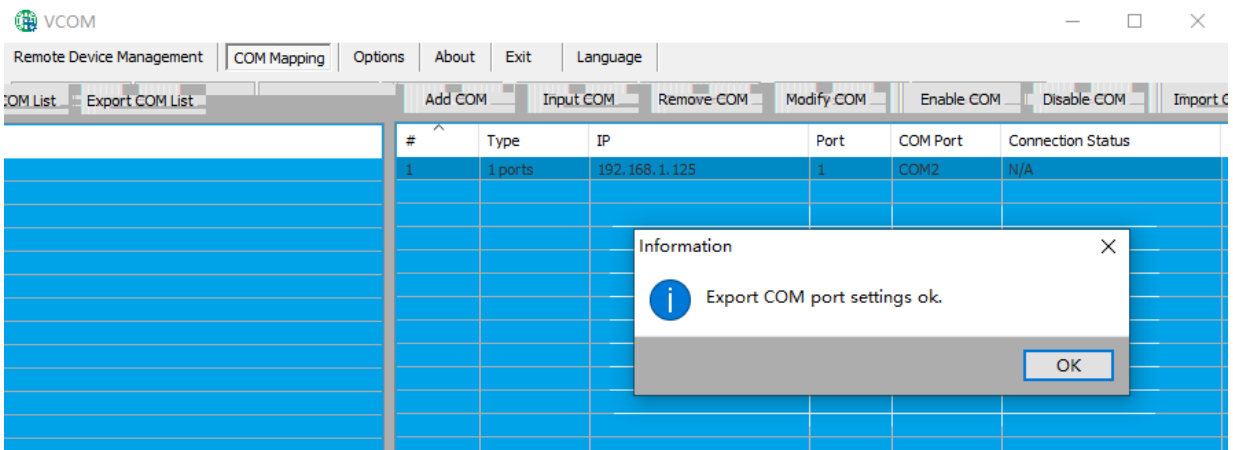 VCOM
Remote Device Management COM Mapping Options About Exit Language
COM List Export COM List Add COM Input COM Remove COM Modify COM Enable COM Disable COM Import
# Type IP Port COM Port Connection Status
1 1 ports 192.168.1.125 1 COM2 N/A
Information
Export COM port settings ok.
OK